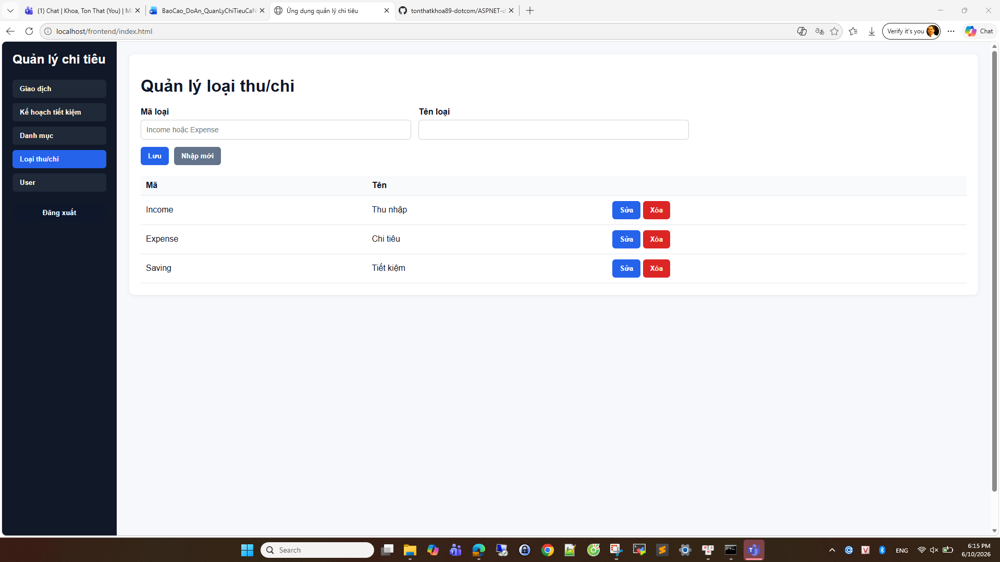 (1) Chat | Khoa, Ton That (You) | Mi
BaoCao_DoAn_QuanLyChiTieuCaN
Ứng dụng quản lý chi tiêu
tonthatkhoa89-dotcom/ASPNET-d
localhost/frontend/index.html
Verify it's you
Chat
Quản lý chi tiêu
Giao dịch
Kế hoạch tiết kiệm
Danh mục
Loại thu/chi
User
Đăng xuất
Quản lý loại thu/chi
Mã loại
Tên loại
Income hoặc Expense
Lưu
Nhập mới
Mã
Tên
Income
Thu nhập
Sửa
Xóa
Expense
Chi tiêu
Sửa
Xóa
Saving
Tiết kiệm
Sửa
Xóa
Search
ENG
6:15 PM
6/10/2026